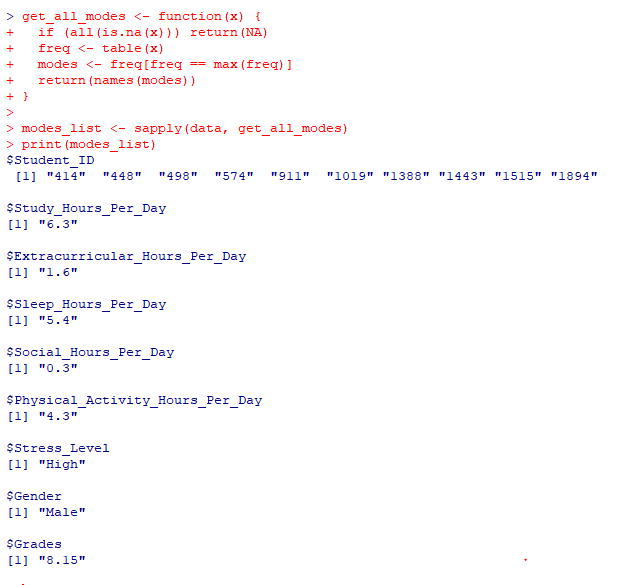 > get_all_modes <- function(x) {
+   if (all(is.na(x))) return(NA)
+   freq <- table(x)
+   modes <- freq[freq == max(freq)]
+   return(names(modes))
+ }
>
> modes_list <- sapply(data, get_all_modes)
> print(modes_list)
$Student_ID
 [1] "414"  "448"  "498"  "574"  "911"  "1019" "1388" "1443" "1515" "1894"

$Study_Hours_Per_Day
[1] "6.3"

$Extracurricular_Hours_Per_Day
[1] "1.6"

$Sleep_Hours_Per_Day
[1] "5.4"

$Social_Hours_Per_Day
[1] "0.3"

$Physical_Activity_Hours_Per_Day
[1] "4.3"

$Stress_Level
[1] "High"

$Gender
[1] "Male"

$Grades
[1] "8.15"